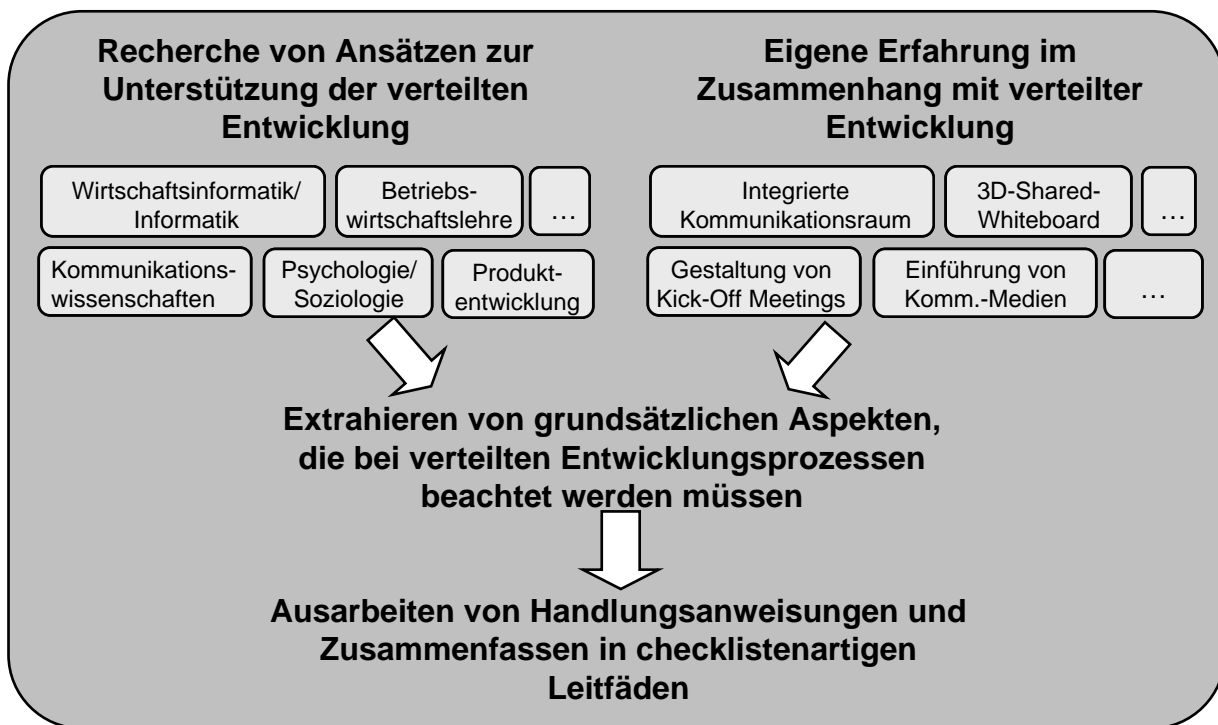 Recherche von Ansätzen zur
Unterstützung der verteilten
Entwicklung
Wirtschaftsinformatik/
Informatik
Betriebs-
wirtschaftslehre
…
Kommunikations-
wissenschaften
Psychologie/
Soziologie
Produkt-
entwicklung
Eigene Erfahrung im
Zusammenhang mit verteilter
Entwicklung
Integrierte
Kommunikationsraum
3D-Shared-
Whiteboard
…
Gestaltung von
Kick-Off Meetings
Einführung von
Komm.-Medien
…
Extrahieren von grundsätzlichen Aspekten,
die bei verteilten Entwicklungsprozessen
beachtet werden müssen
Ausarbeiten von Handlungsanweisungen und
Zusammenfassen in checklistenartigen
Leitfäden